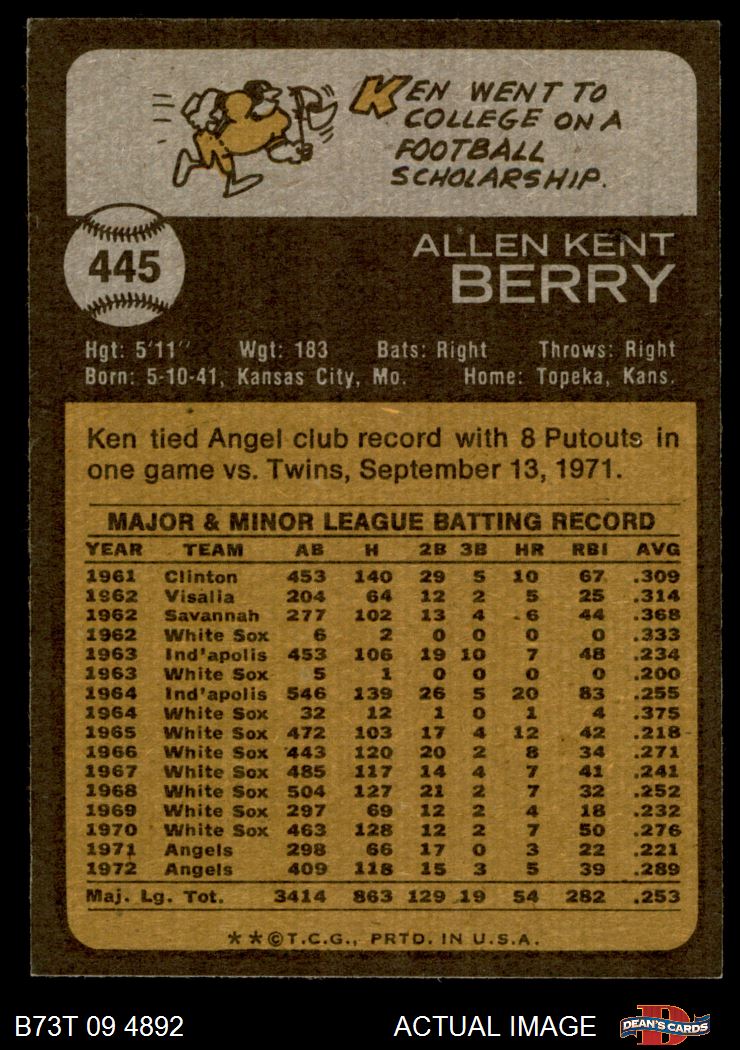 KEN WENT TO
COLLEGE ON A
FOOTBALL
SCHOLARSHIP.
445
ALLEN KENT
BERRY
Hgt: 5'11" Wgt: 183 Bats: Right Throws: Right
Born: 5-10-41, Kansas City, Mo. Home: Topeka, Kans.
Ken tied Angel club record with 8 Putouts in
one game vs. Twins, September 13, 1971.
MAJOR & MINOR LEAGUE BATTING RECORD
YEAR TEAM AB H 2B 3B HR RBI AVG
1961 Clinton 453 140 29 5 10 67 .309
1962 Visalia 204 64 12 2 5 25 .314
1962 Savannah 277 102 13 4 6 44 .368
1962 White Sox 6 2 0 0 0 0 .333
1963 Ind'apolis 453 106 19 10 7 48 .234
1963 White Sox 5 1 0 0 0 0 .200
1964 Ind'apolis 546 139 26 5 20 83 .255
1964 White Sox 32 12 1 0 1 4 .375
1965 White Sox 472 103 17 4 12 42 .218
1966 White Sox 443 120 20 2 8 34 .271
1967 White Sox 485 117 14 4 7 41 .241
1968 White Sox 504 127 21 2 7 32 .252
1969 White Sox 297 69 12 2 4 18 .232
1970 White Sox 463 128 12 2 7 50 .276
1971 Angels 298 66 17 0 3 22 .221
1972 Angels 409 118 15 3 5 39 .289
Maj. Lg. Tot. 3414 863 129 19 54 282 .253
**©T.C.G., PRTD. IN U.S.A.
B73T 09 4892 ACTUAL IMAGE D DEAN'S CARDS